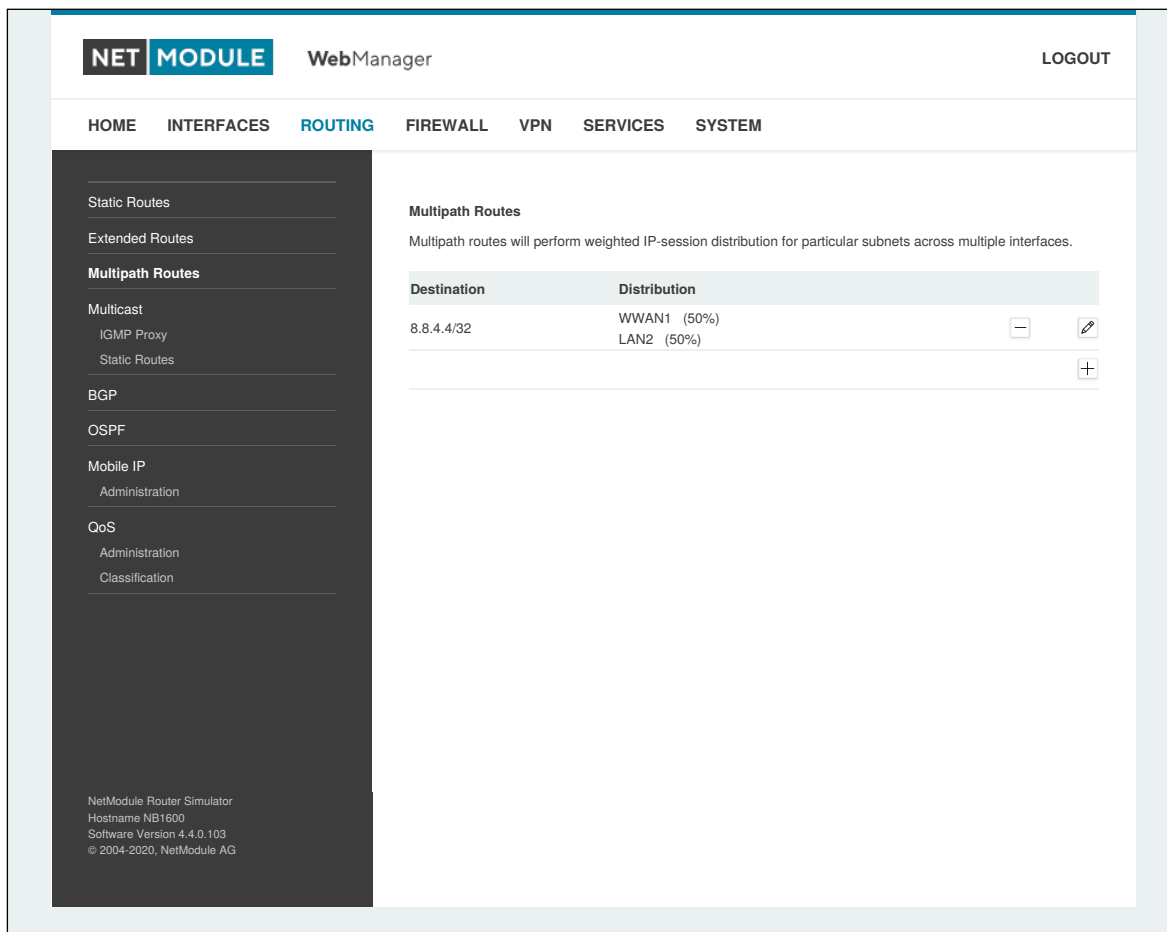 NET MODULE WebManager LOGOUT
HOME INTERFACES ROUTING FIREWALL VPN SERVICES SYSTEM
Static Routes
Extended Routes
Multipath Routes
Multicast
IGMP Proxy
Static Routes
BGP
OSPF
Mobile IP
Administration
QoS
Administration
Classification
NetModule Router Simulator
Hostname NB1600
Software Version 4.4.0.103
© 2004-2020, NetModule AG
Multipath Routes
Multipath routes will perform weighted IP-session distribution for particular subnets across multiple interfaces.
Destination Distribution
8.8.4.4/32 WWAN1 (50%)
LAN2 (50%)